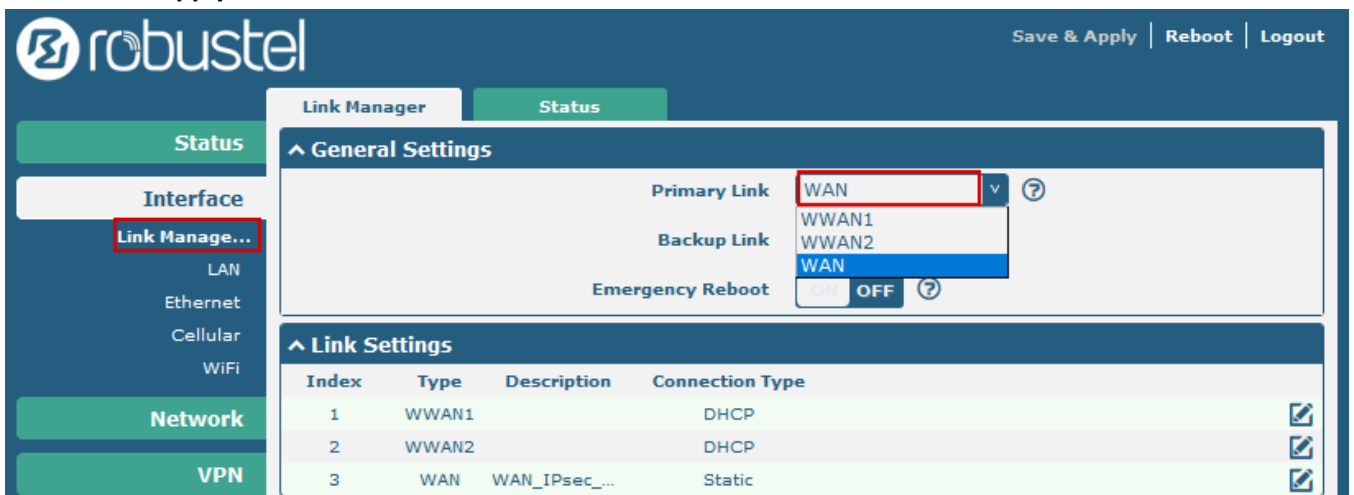 robustel
Save & Apply | Reboot | Logout
Link Manager Status
Status
^ General Settings
Interface
Primary Link WAN v ?
WWAN1
Link Manage...
Backup Link WWAN2
WAN
LAN
Emergency Reboot ON OFF ?
Ethernet
Cellular
^ Link Settings
WiFi
Index Type Description Connection Type
1 WWAN1 DHCP
Network
2 WWAN2 DHCP
VPN
3 WAN WAN_IPsec_... Static